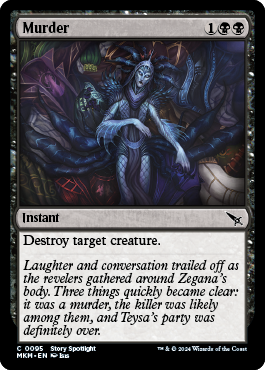 Murder 1
Instant
Destroy target creature.
Laughter and conversation trailed off as
the revelers gathered around Zegana's
body. Three things quickly became clear:
it was a murder, the killer was likely
among them, and Teysa's party was
definitely over.
C 0095 Story Spotlight ™ & © 2024 Wizards of the Coast
MKM • EN Isis